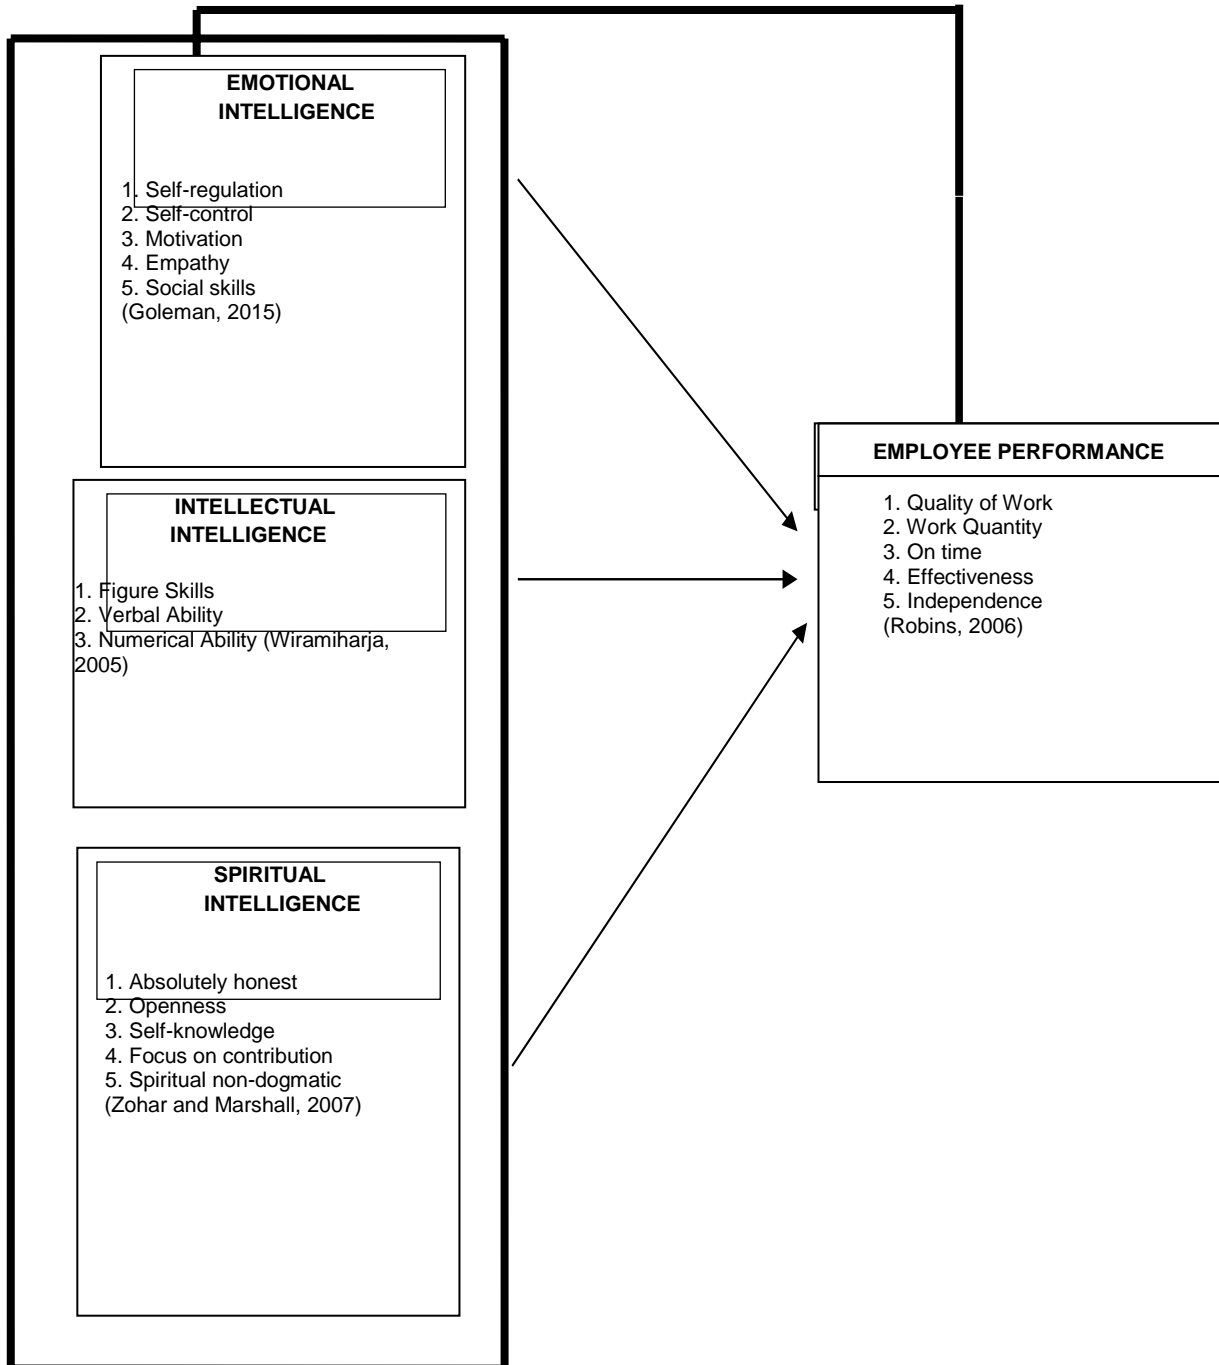 EMOTIONAL
INTELLIGENCE
1. Self-regulation
2. Self-control
3. Motivation
4. Empathy
5. Social skills
(Goleman, 2015)
INTELLECTUAL
INTELLIGENCE
1. Figure Skills
2. Verbal Ability
3. Numerical Ability (Wiramiharja,
2005)
SPIRITUAL
INTELLIGENCE
1. Absolutely honest
2. Openness
3. Self-knowledge
4. Focus on contribution
5. Spiritual non-dogmatic
(Zohar and Marshall, 2007)
EMPLOYEE PERFORMANCE
1. Quality of Work
2. Work Quantity
3. On time
4. Effectiveness
5. Independence
(Robins, 2006)